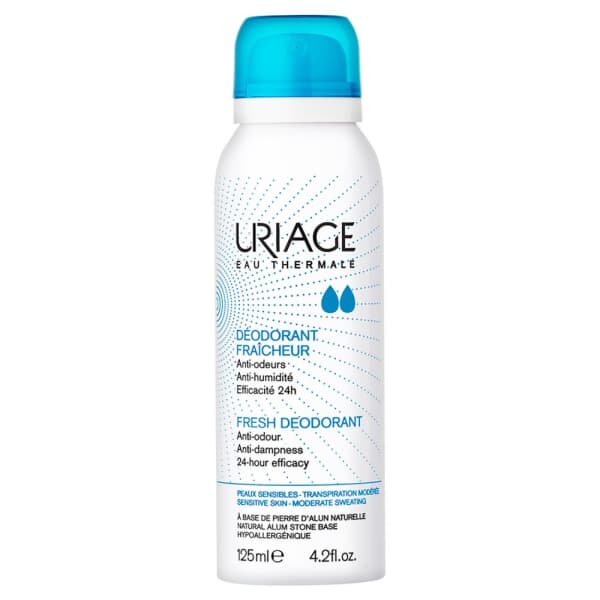 URIAGE
EAU THERMALE
DÉODORANT
FRAÎCHEUR
Anti-odeurs
Anti-humidité
Efficacité 24h
FRESH DEODORANT
Anti-odour
Anti-dampness
24-hour efficacy
PEAUX SENSIBLES - TRANSPIRATION MODÉRÉE
SENSITIVE SKIN - MODERATE SWEATING
À BASE DE PIERRE D'ALUN NATURELLE
NATURAL ALUM STONE BASE
HYPOALLERGÉNIQUE
125ml℮ 4.2fl.oz.